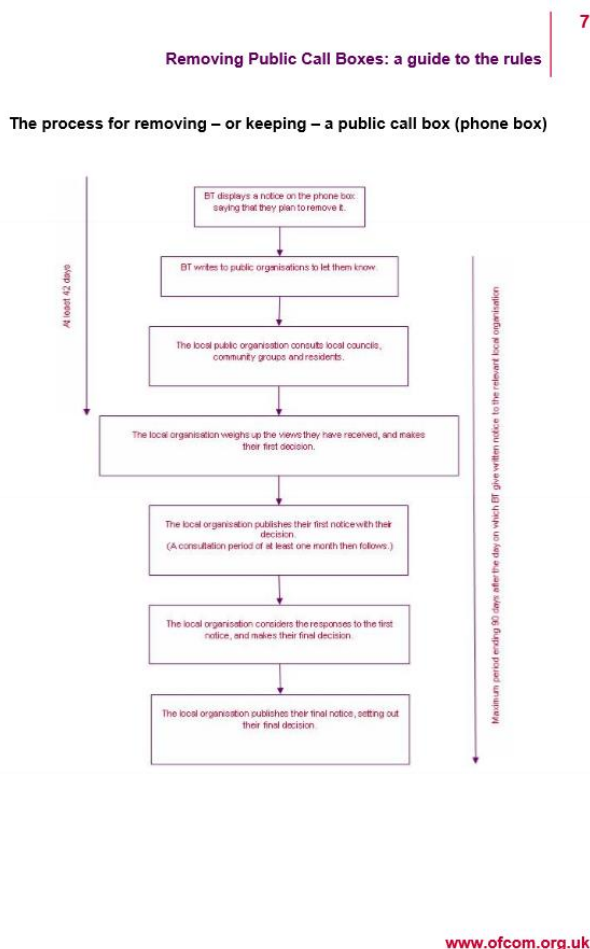 7
Removing Public Call Boxes: a guide to the rules
The process for removing – or keeping – a public call box (phone box)
BT displays a notice on the phone box
saying that they plan to remove it.
BT writes to public organisations to let them know.
At least 42 days
The local public organisation consults local councils,
community groups and residents.
The local organisation weighs up the views they have received, and makes
their first decision.
The local organisation publishes their first notice with their
decision.
(A consultation period of at least one month then follows.)
The local organisation considers the responses to the first
notice, and makes their final decision.
The local organisation publishes their final notice, setting out
their final decision.
Maximum period ending 90 days after the day on which BT give written notice to the relevant local organisation
www.ofcom.org.uk